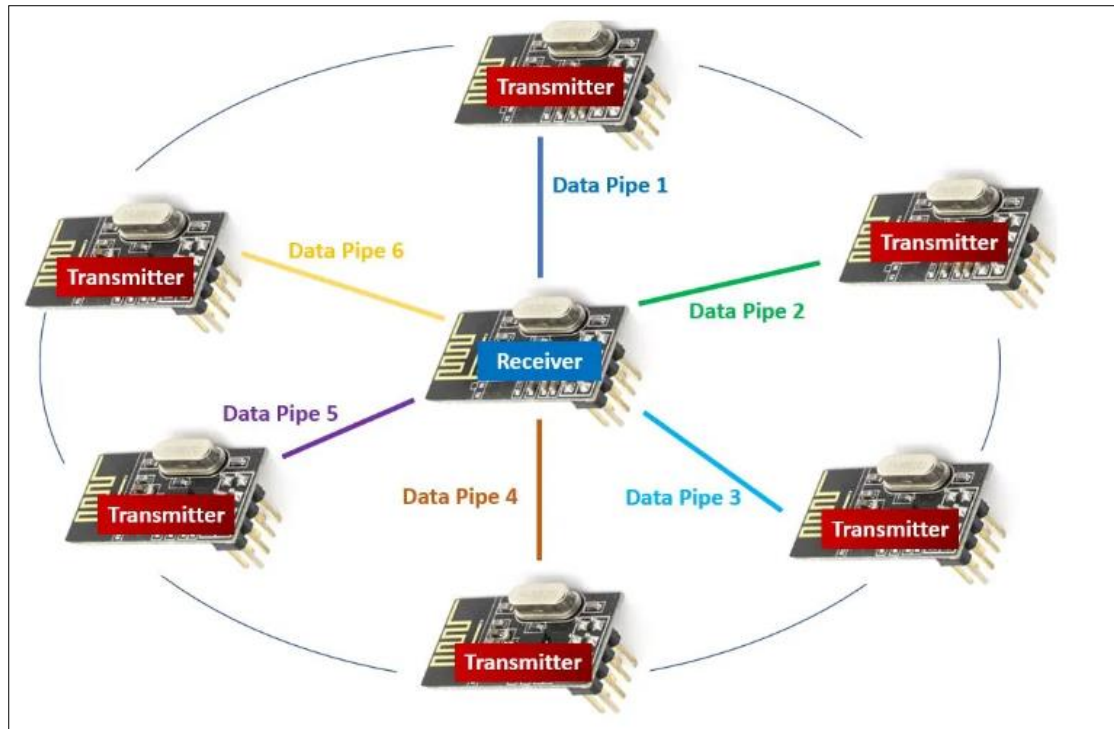 Transmitter
Data Pipe 1
Transmitter
Data Pipe 6
Transmitter
Data Pipe 2
Receiver
Data Pipe 5
Data Pipe 4
Data Pipe 3
Transmitter
Transmitter
Transmitter